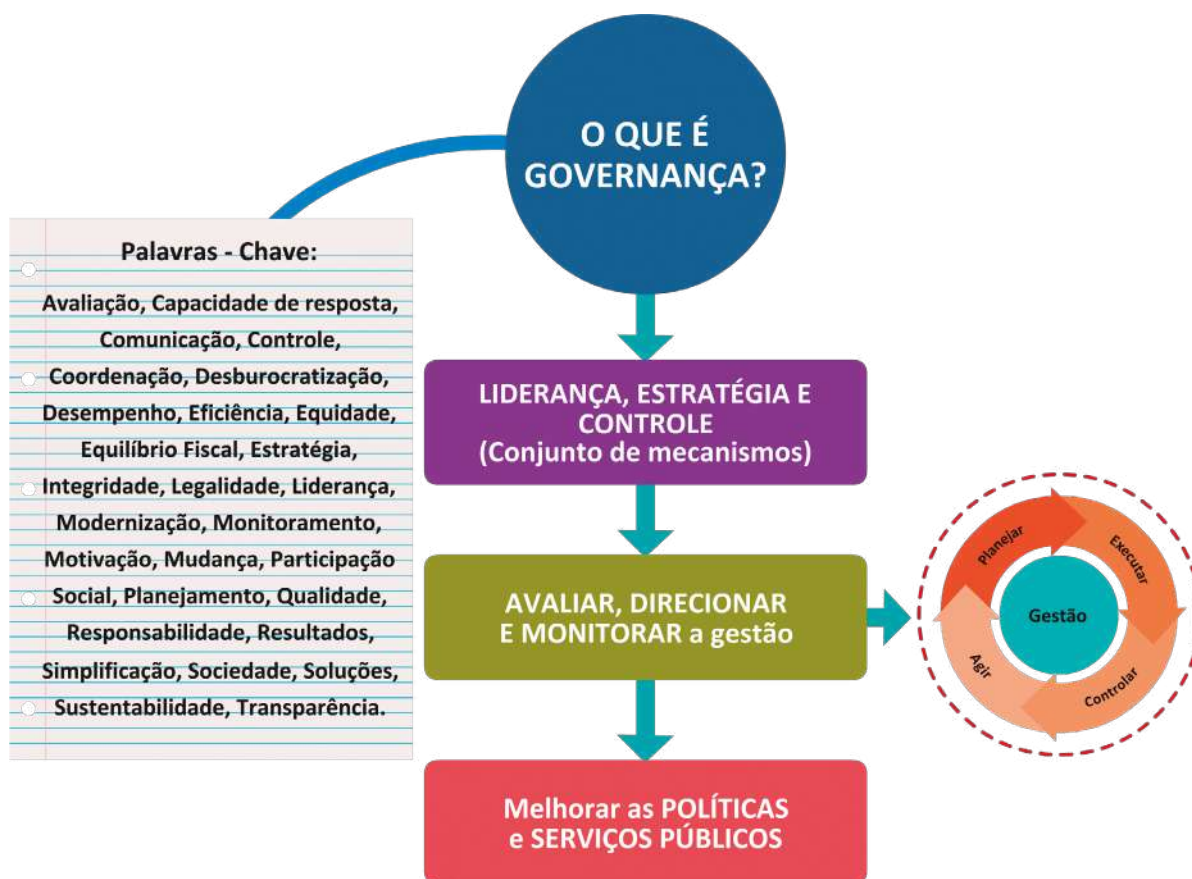 O QUE É
GOVERNANÇA?
Palavras - Chave:
Avaliação, Capacidade de resposta,
Comunicação, Controle,
Coordenação, Desburocratização,
Desempenho, Eficiência, Equidade,
Equilíbrio Fiscal, Estratégia,
Integridade, Legalidade, Liderança,
Modernização, Monitoramento,
Motivação, Mudança, Participação
Social, Planejamento, Qualidade,
Responsabilidade, Resultados,
Simplificação, Sociedade, Soluções,
Sustentabilidade, Transparência.
LIDERANÇA, ESTRATÉGIA E
CONTROLE
(Conjunto de mecanismos)
AVALIAR, DIRECIONAR
E MONITORAR a gestão
Planejar
Executar
Gestão
Agir
Controlar
Melhorar as POLÍTICAS
e SERVIÇOS PÚBLICOS